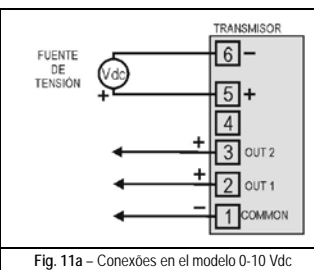 TRANSMISOR
FUENTE
DE
TENSIÓN
Vdc
+
6 −
5 +
4
+ 3 OUT 2
+ 2 OUT 1
− 1 COMMON
Fig. 11a – Conexões en el modelo 0-10 Vdc